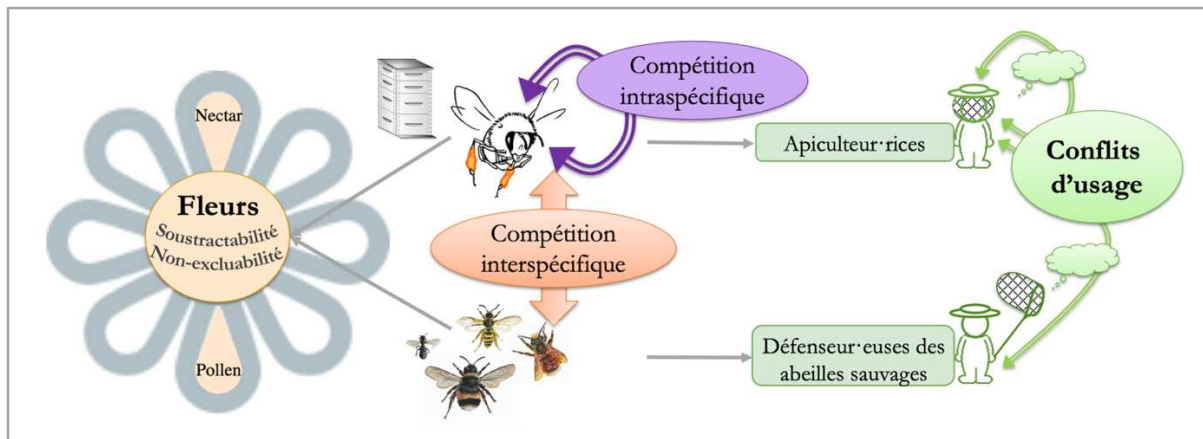 Nectar
Fleurs
Soustractabilité
Non-excluabilité
Pollen
Compétition
intraspécifique
Compétition
interspécifique
Apiculteur·rices
Défenseur·euses des
abeilles sauvages
Conflits
d'usage